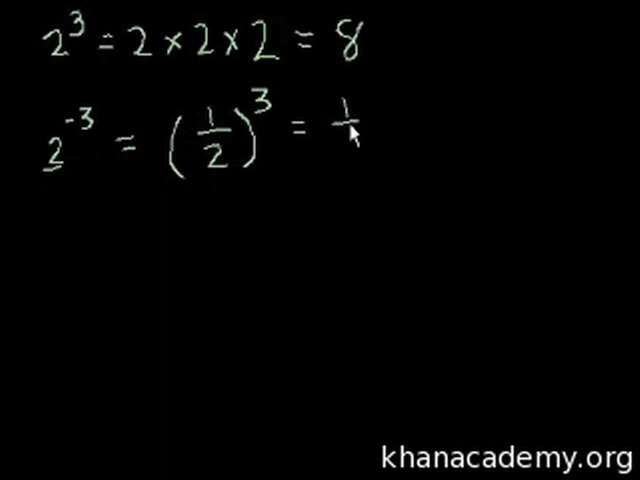 2³ = 2 × 2 × 2 = 8
2⁻³ = (1/2)³ = 1/
khanacademy.org